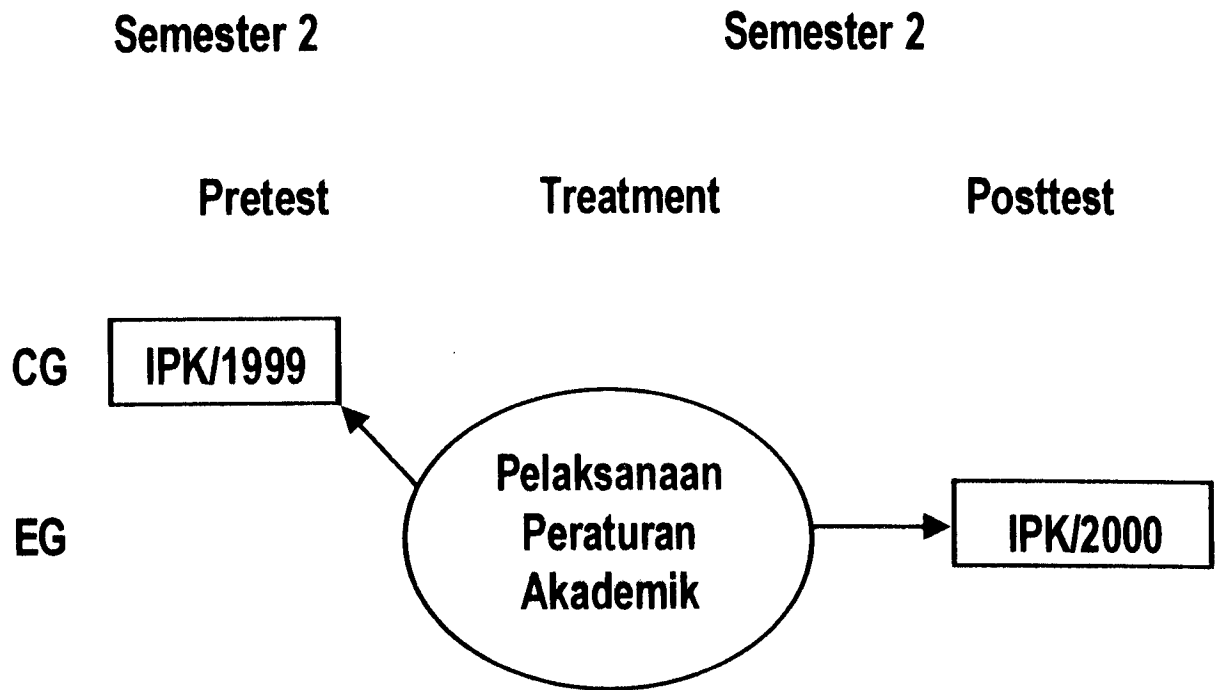 Semester 2 Semester 2
Pretest Treatment Posttest
CG IPK/1999
Pelaksanaan
EG Peraturan IPK/2000
Akademik